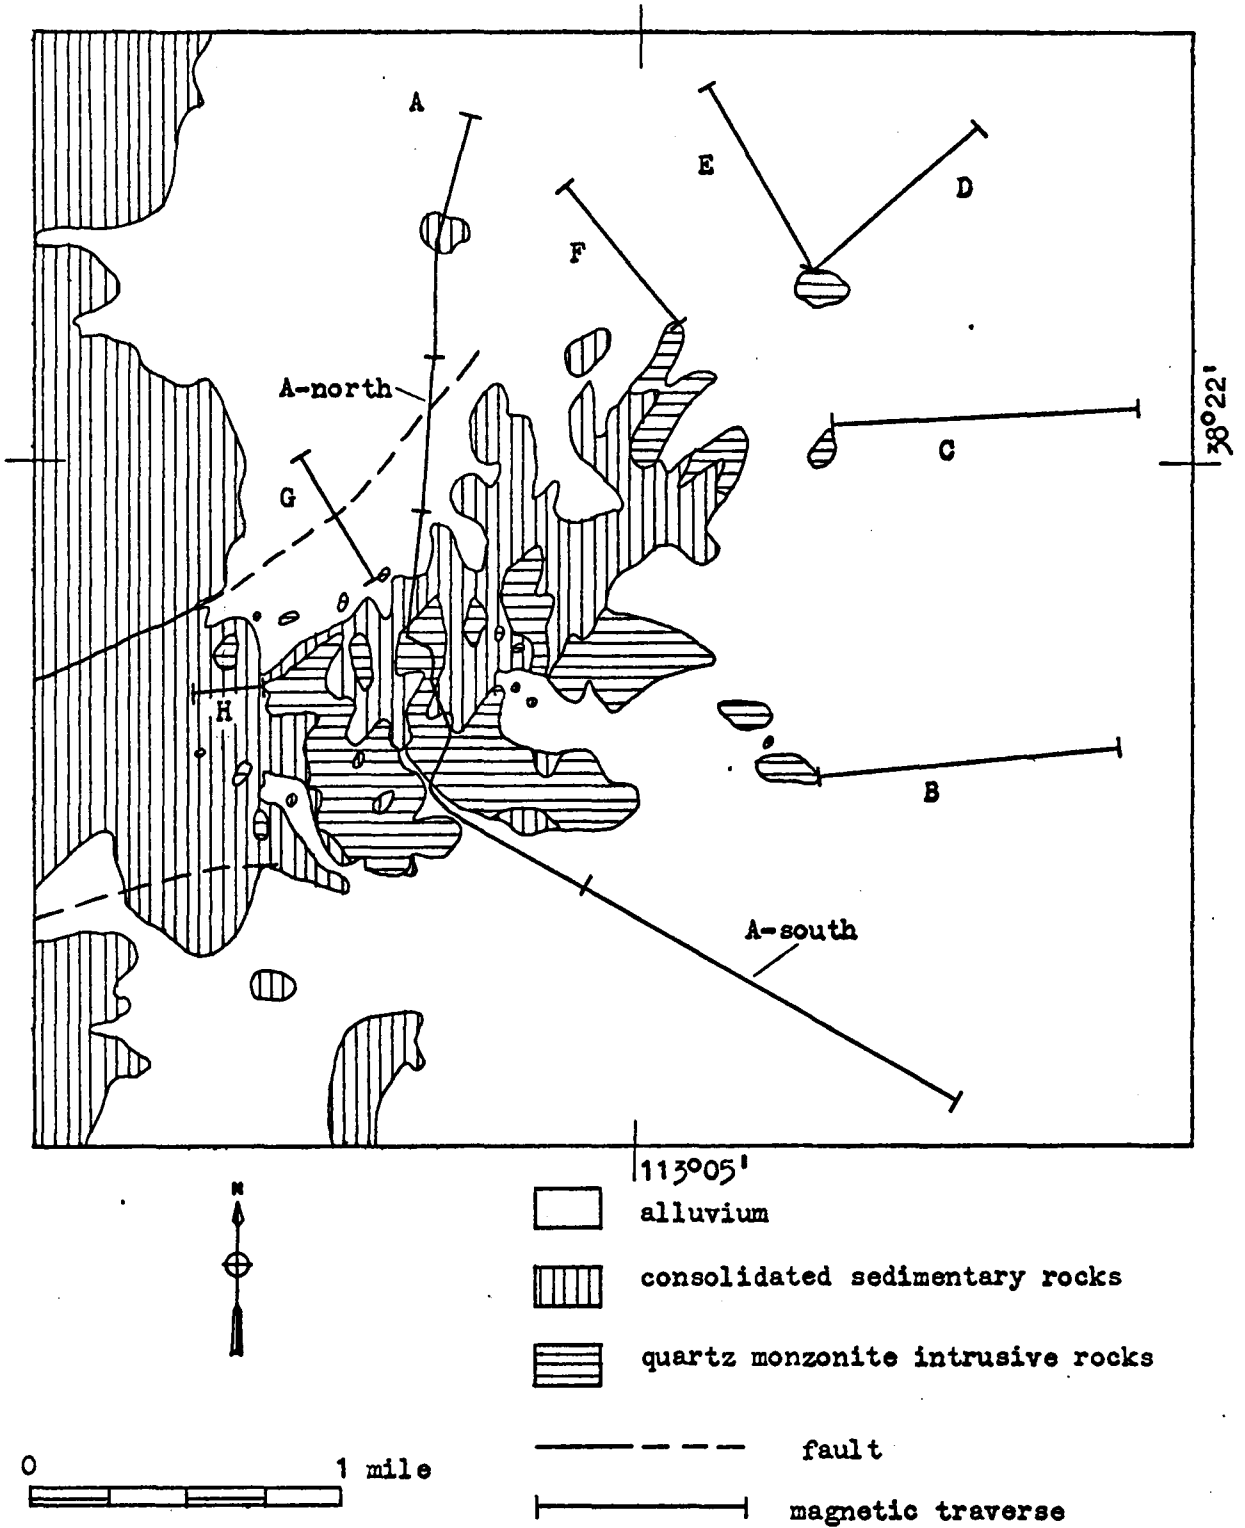 A
E
D
F
A-north
38°22'
C
G
H
B
A-south
113°05'
N
alluvium
consolidated sedimentary rocks
quartz monzonite intrusive rocks
0 1 mile
fault
magnetic traverse